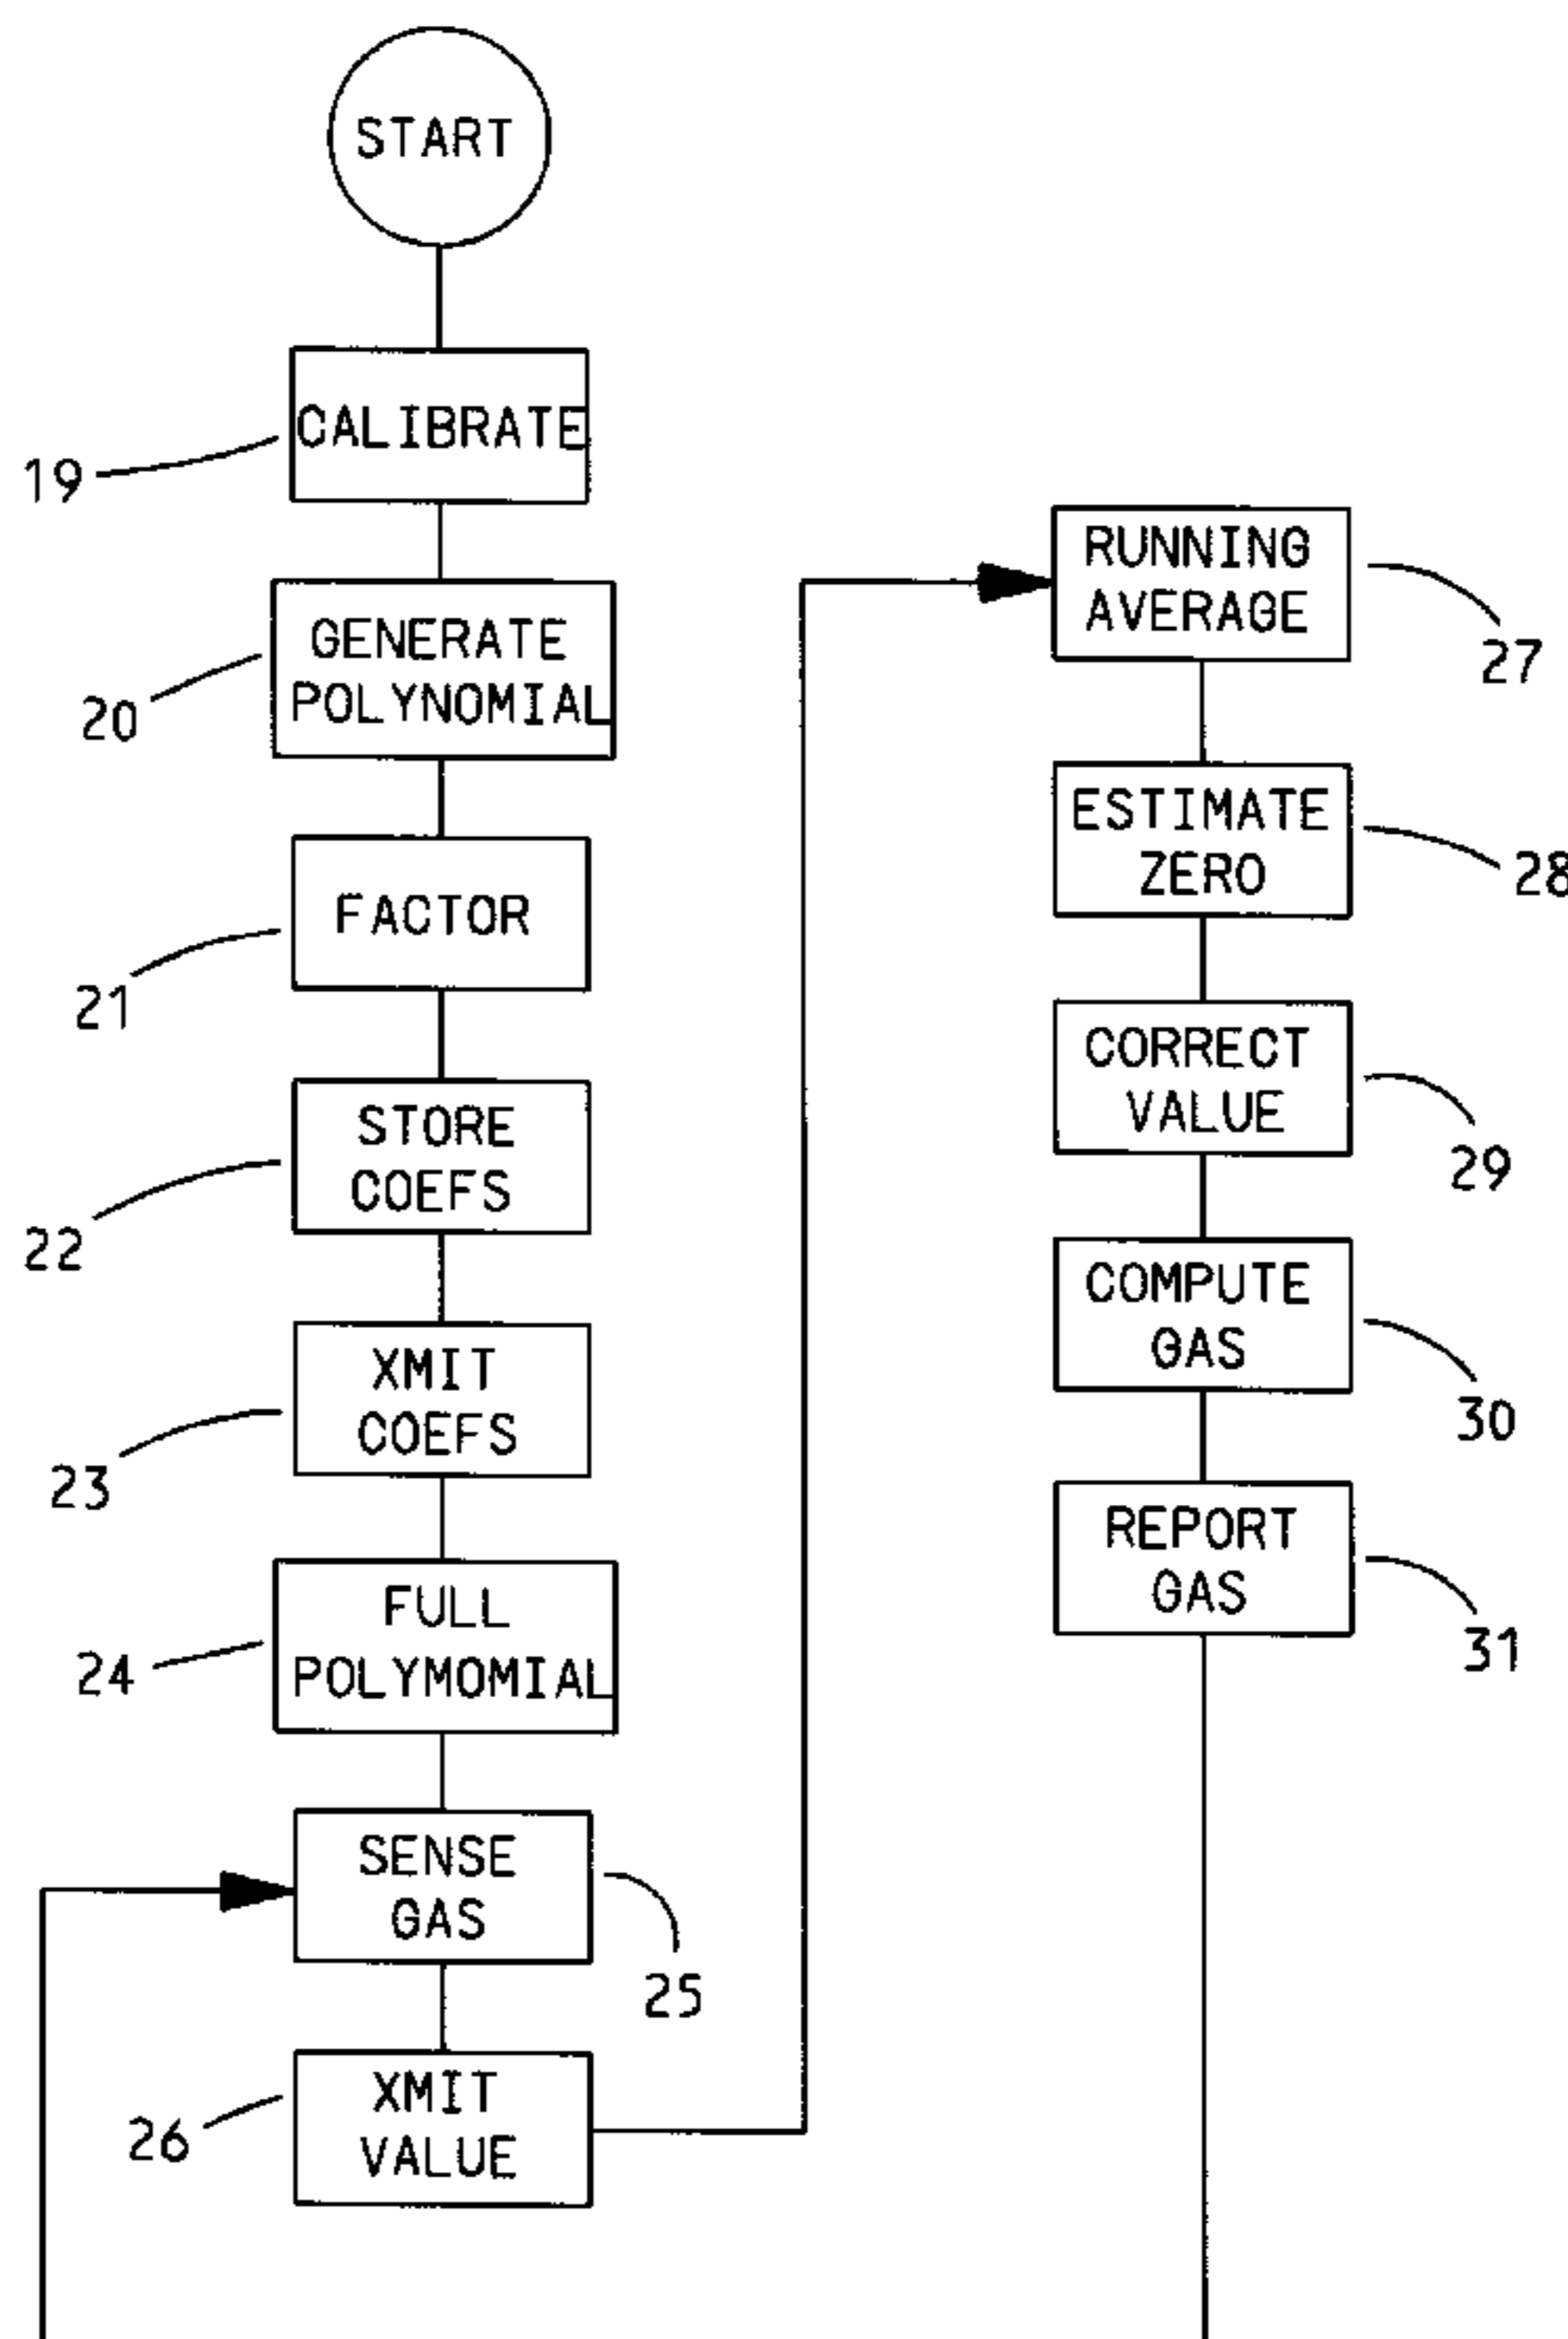 START
CALIBRATE
19
GENERATE
POLYNOMIAL
20
FACTOR
21
STORE
COEFS
22
XMIT
COEFS
23
FULL
POLYMOMIAL
24
SENSE
GAS
25
XMIT
VALUE
26
RUNNING
AVERAGE
27
ESTIMATE
ZERO
28
CORRECT
VALUE
29
COMPUTE
GAS
30
REPORT
GAS
31